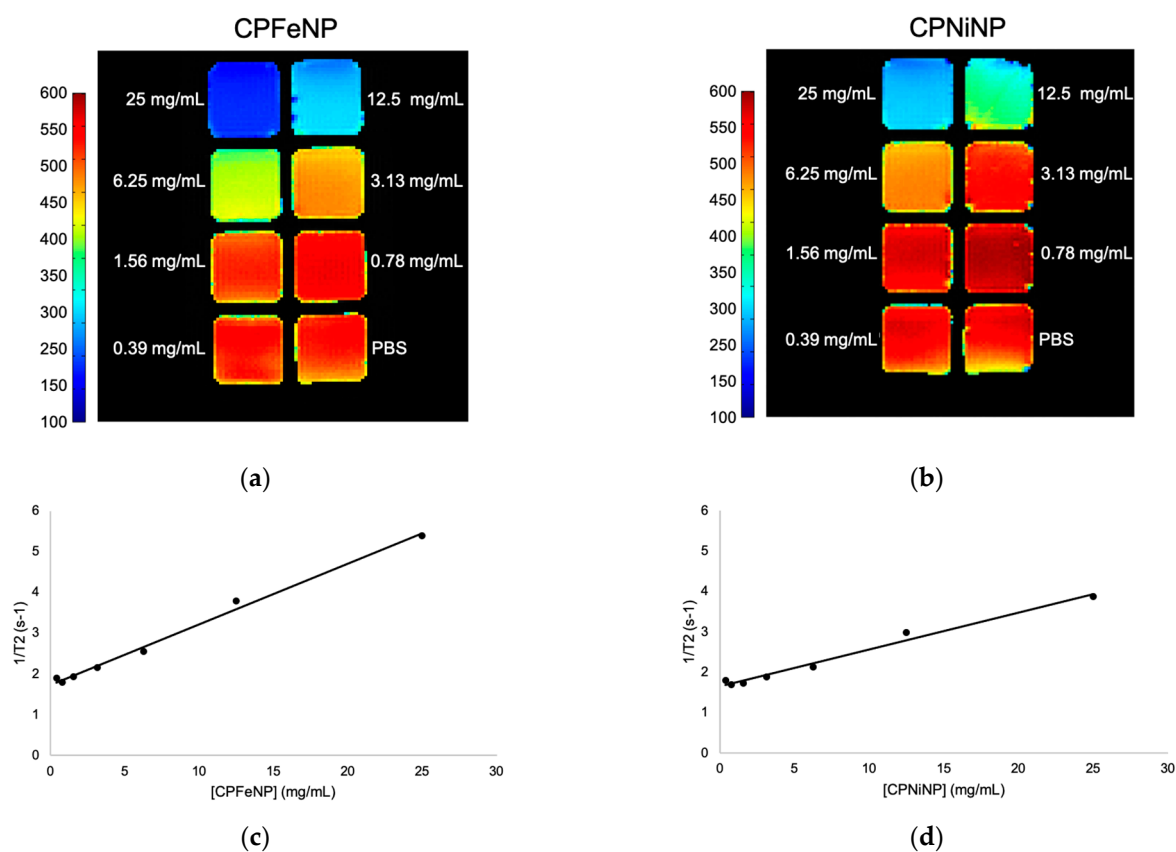 CPFeNP
600
550
500
450
400
350
300
250
200
150
100
25 mg/mL
12.5 mg/mL
6.25 mg/mL
3.13 mg/mL
1.56 mg/mL
0.78 mg/mL
0.39 mg/mL
PBS
(a)
CPNiNP
600
550
500
450
400
350
300
250
200
150
100
25 mg/mL
12.5 mg/mL
6.25 mg/mL
3.13 mg/mL
1.56 mg/mL
0.78 mg/mL
0.39 mg/mL
PBS
(b)
6
5
4
3
2
1
0
1/T2 (s-1)
0 5 10 15 20 25 30
[CPFeNP] (mg/mL)
(c)
6
5
4
3
2
1
0
1/T2 (s-1)
0 5 10 15 20 25 30
[CPNiNP] (mg/mL)
(d)